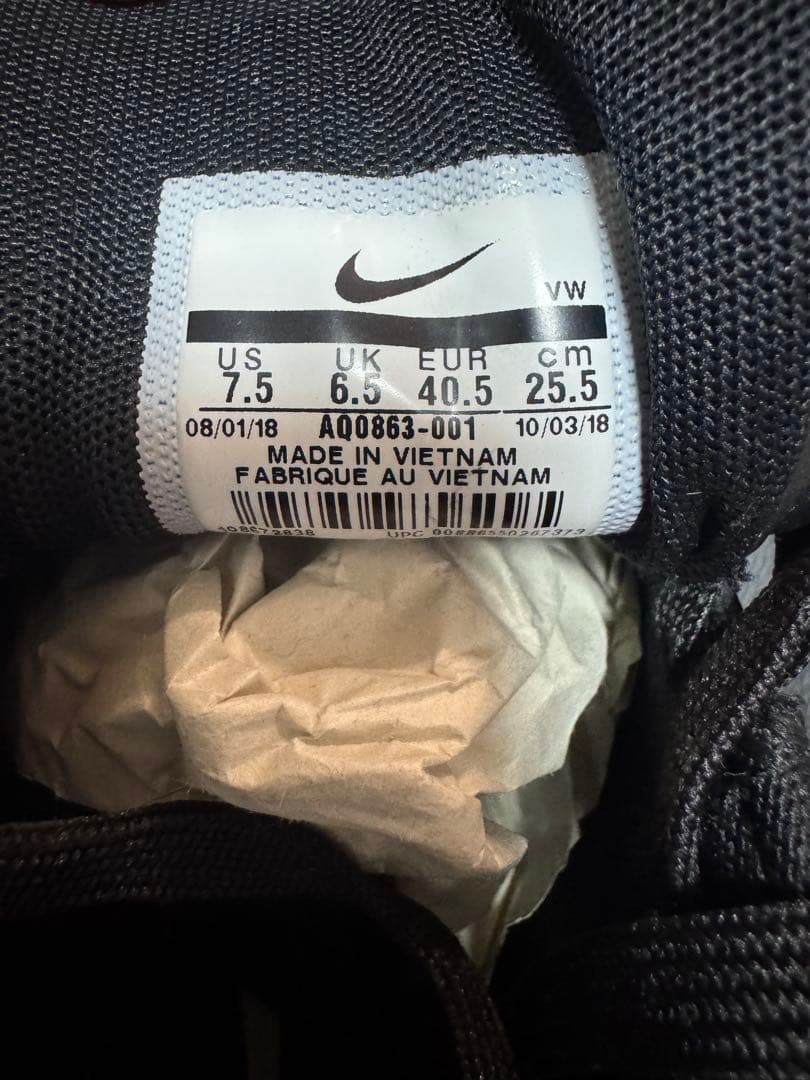 VW
US UK EUR cm
7.5 6.5 40.5 25.5
08/01/18 AQ0863-001 10/03/18
MADE IN VIETNAM
FABRIQUE AU VIETNAM
UPC